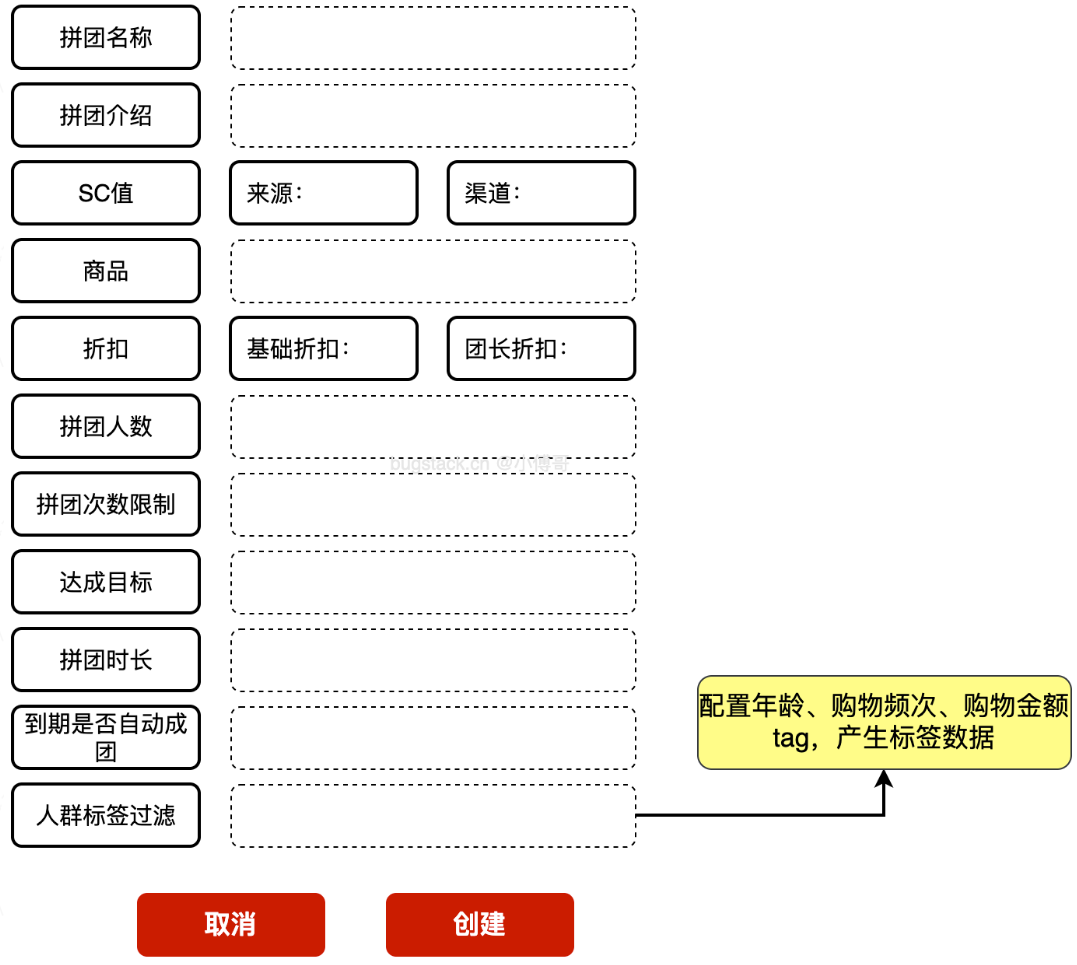 拼团名称
拼团介绍
SC值
来源：
渠道：
商品
折扣
基础折扣：
团长折扣：
拼团人数
bugstack.cn @小傅哥
拼团次数限制
达成目标
拼团时长
到期是否自动成
团
配置年龄、购物频次、购物金额
tag，产生标签数据
人群标签过滤
取消
创建